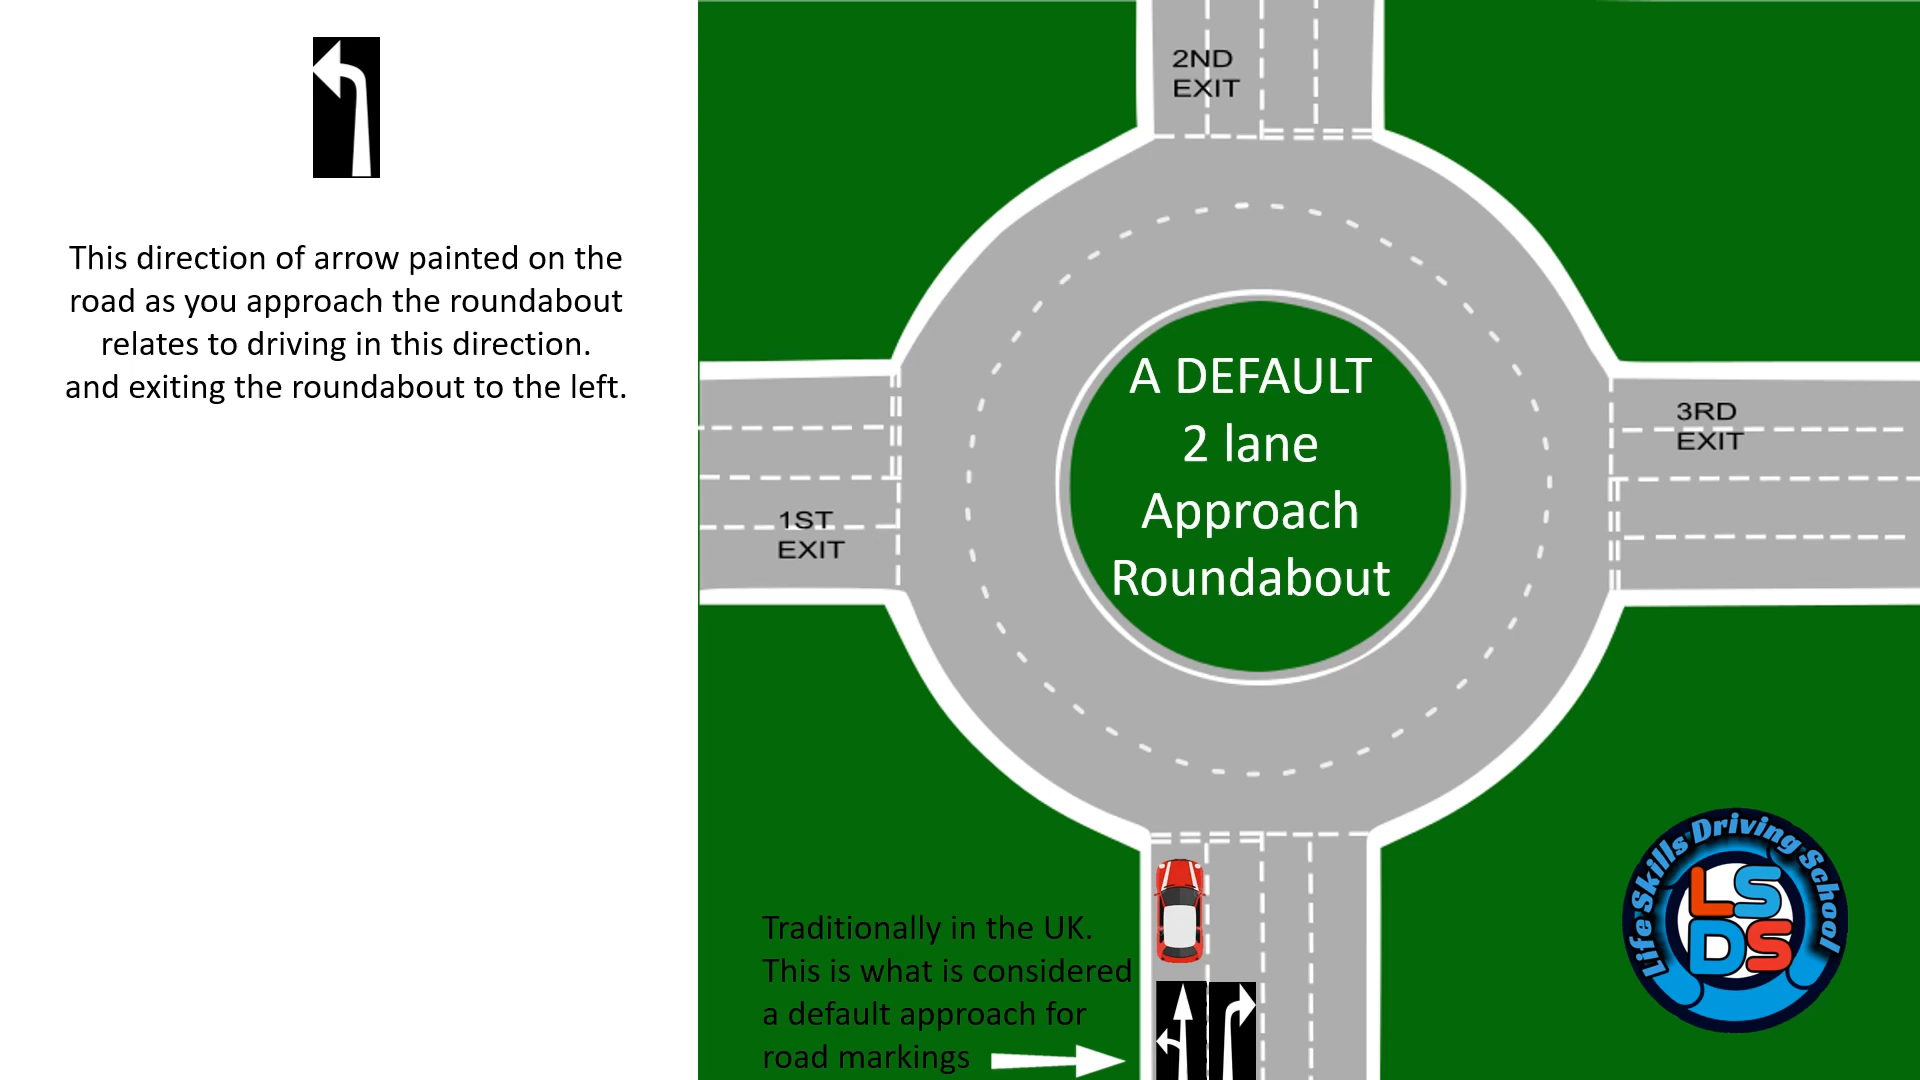 This direction of arrow painted on the
road as you approach the roundabout
relates to driving in this direction.
and exiting the roundabout to the left.
2ND
EXIT
A DEFAULT
2 lane
Approach
Roundabout
3RD
EXIT
1ST
EXIT
Traditionally in the UK.
This is what is considered
a default approach for
road markings
Life Skills Driving School
LS
DS